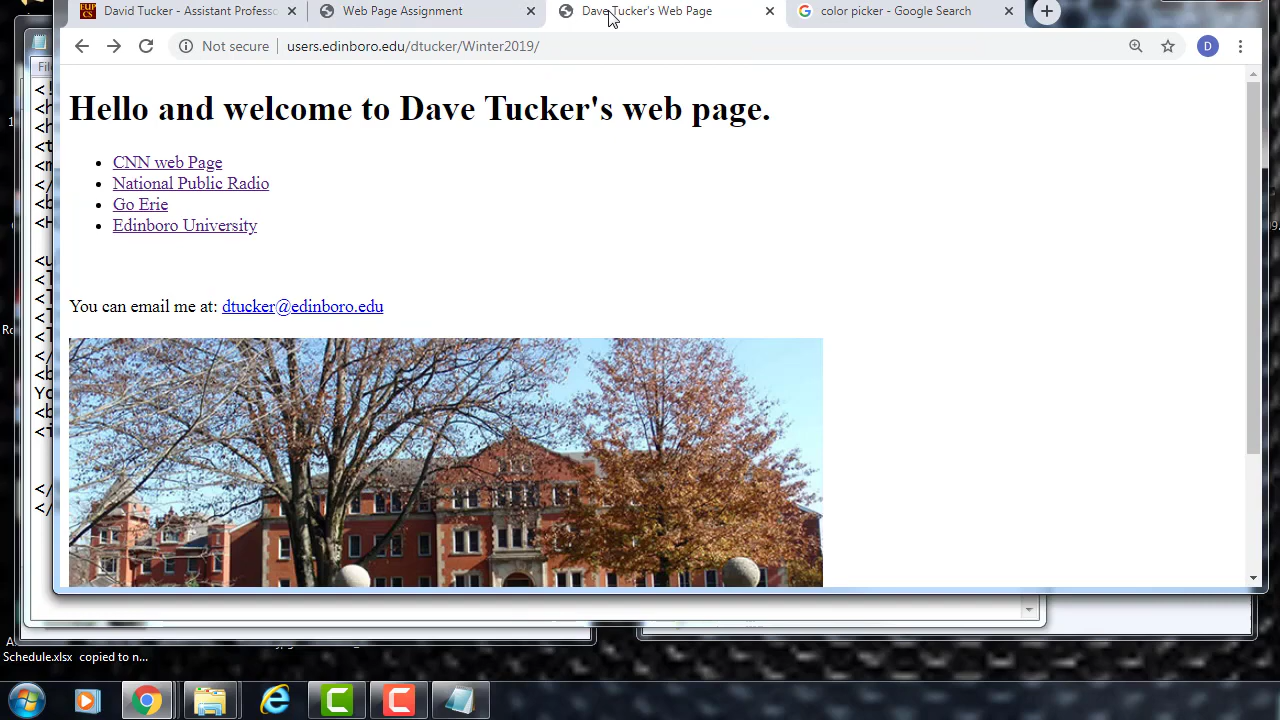 David Tucker - Assistant Profess
Web Page Assignment
Dave Tucker's Web Page
color picker - Google Search
Not secure
users.edinboro.edu/dtucker/Winter2019/
D
Hello and welcome to Dave Tucker's web page.
CNN web Page
National Public Radio
Go Erie
Edinboro University
You can email me at: dtucker@edinboro.edu
Schedule.xlsx copied to n...